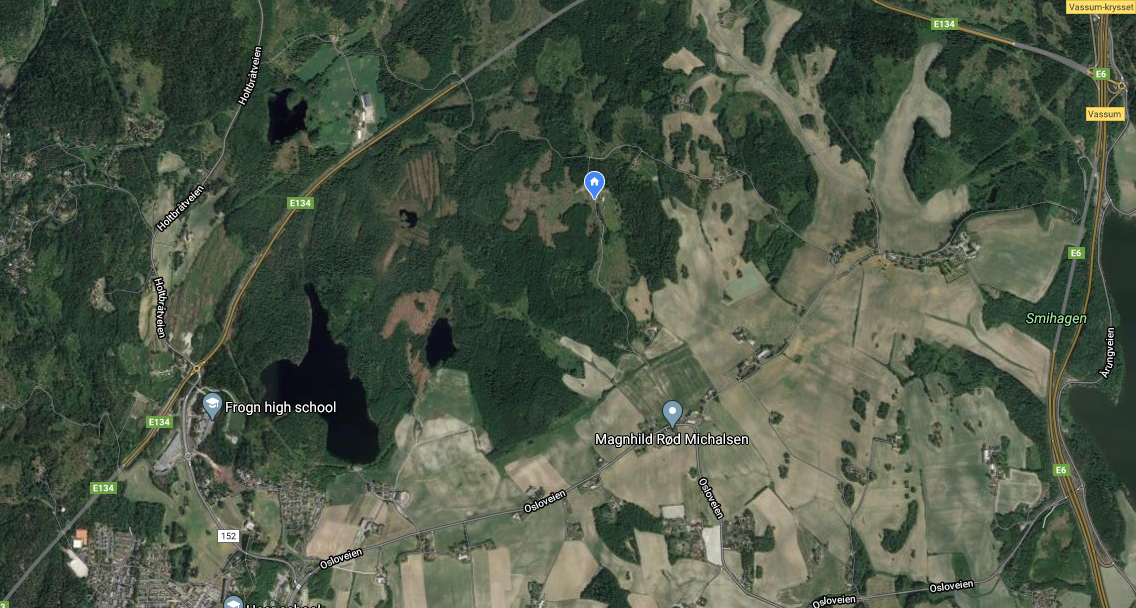 Vassum-krysset
E134
Holtbråtveien
E6
Vassum
Holtbråtveien
E134
E6
Holtbråtveien
Smihagen
Årungveien
Frogn high school
E134
Magnhild Rød Michalsen
E6
E134
Osloveien
Osloveien
152
Osloveien
Osloveien
Osloveien